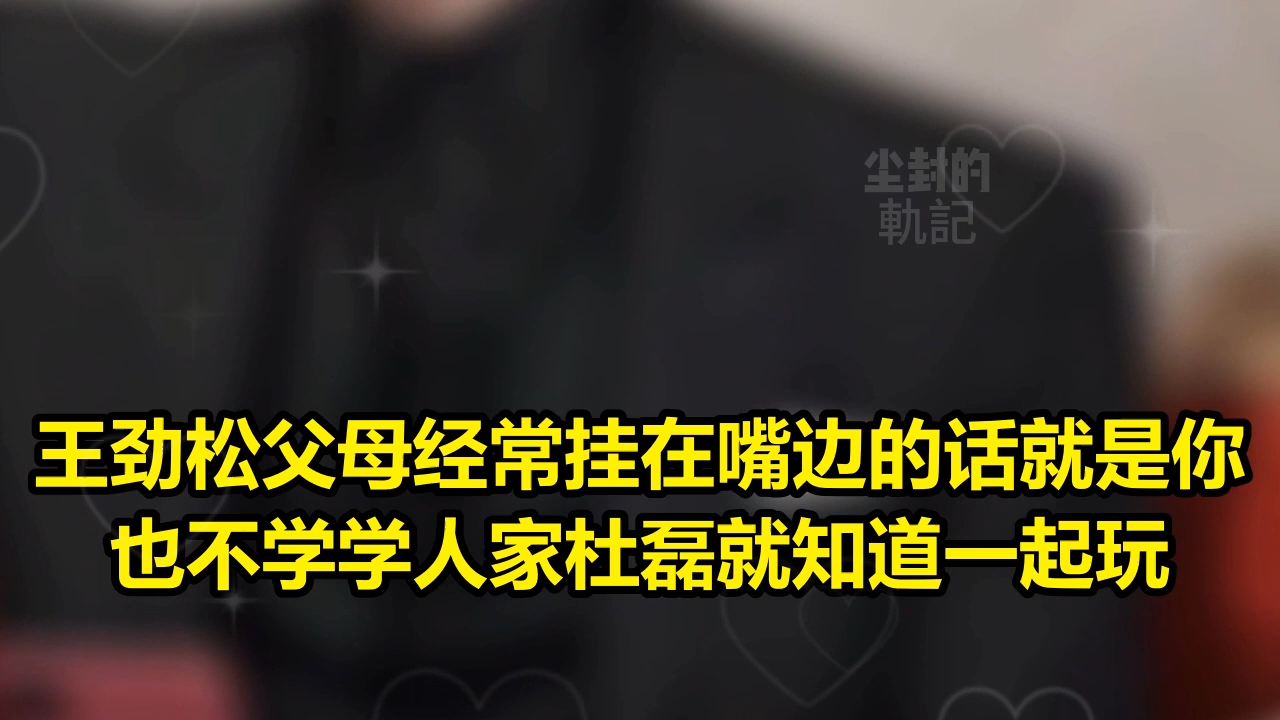 尘封的
軌記
王劲松父母经常挂在嘴边的话就是你
也不学学人家杜磊就知道一起玩